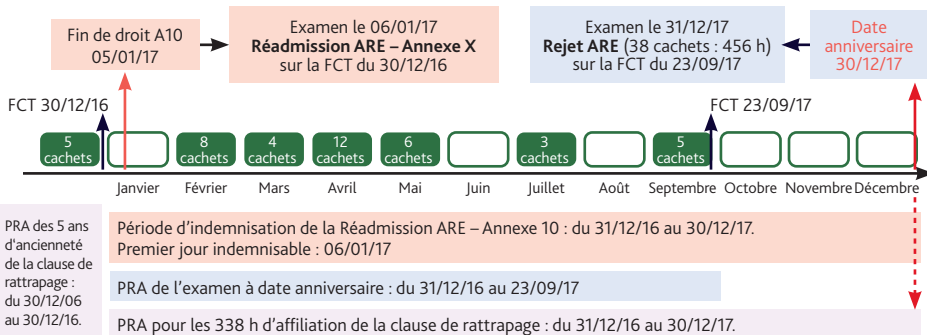 Fin de droit A10
05/01/17
Examen le 06/01/17
Réadmission ARE – Annexe X
sur la FCT du 30/12/16
Examen le 31/12/17
Rejet ARE (38 cachets : 456 h)
sur la FCT du 23/09/17
Date
anniversaire
30/12/17
FCT 30/12/16
FCT 23/09/17
5
cachets
8
cachets
4
cachets
12
cachets
6
cachets
3
cachets
5
cachets
Janvier
Février
Mars
Avril
Mai
Juin
Juillet
Août
Septembre
Octobre
Novembre
Décembre
PRA des 5 ans
d'ancienneté
de la clause de
rattrapage :
du 30/12/06
au 30/12/16.
Période d’indemnisation de la Réadmission ARE – Annexe 10 : du 31/12/16 au 30/12/17.
Premier jour indemnisable : 06/01/17
PRA de l’examen à date anniversaire : du 31/12/16 au 23/09/17
PRA pour les 338 h d’affiliation de la clause de rattrapage : du 31/12/16 au 30/12/17.